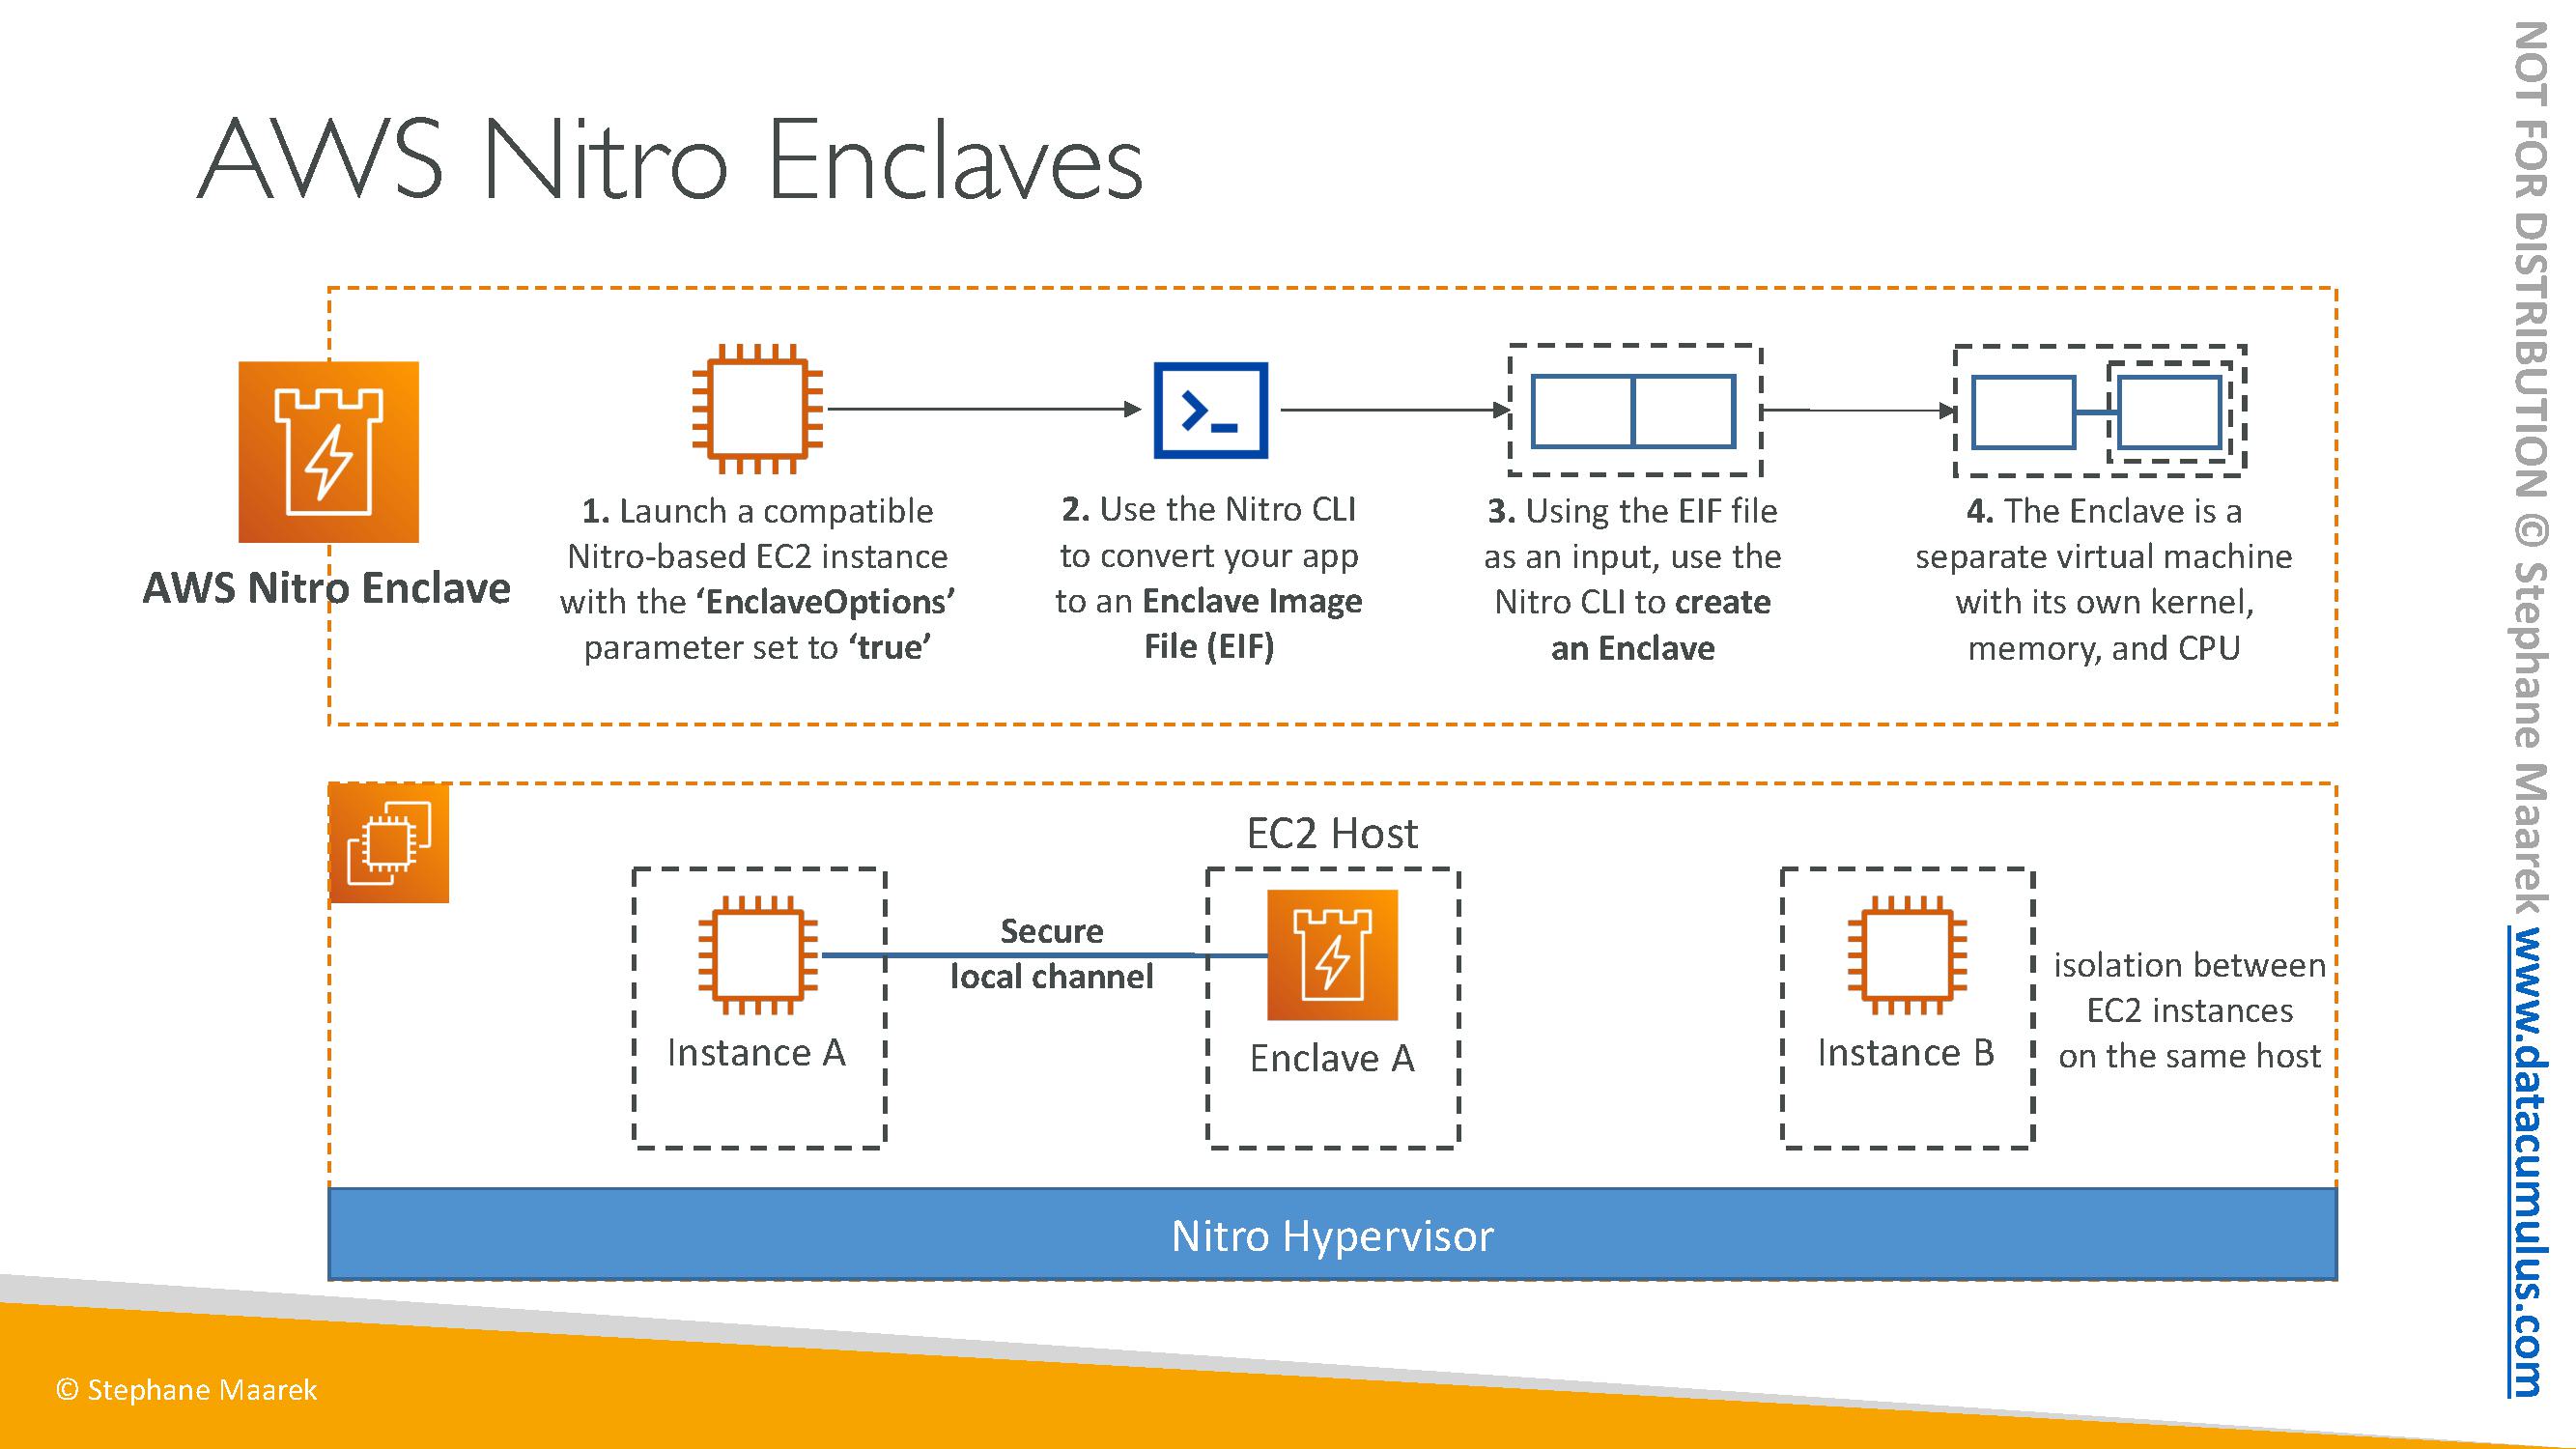 AWS Nitro Enclaves
AWS Nitro Enclave
1. Launch a compatible
Nitro-based EC2 instance
with the ‘EnclaveOptions’
parameter set to ‘true’
2. Use the Nitro CLI
to convert your app
to an Enclave Image
File (EIF)
3. Using the EIF file
as an input, use the
Nitro CLI to create
an Enclave
4. The Enclave is a
separate virtual machine
with its own kernel,
memory, and CPU
EC2 Host
Instance A
Secure
local channel
Enclave A
Instance B
isolation between
EC2 instances
on the same host
Nitro Hypervisor
© Stephane Maarek
NOT FOR DISTRIBUTION © Stephane Maarek www.datacumulus.com